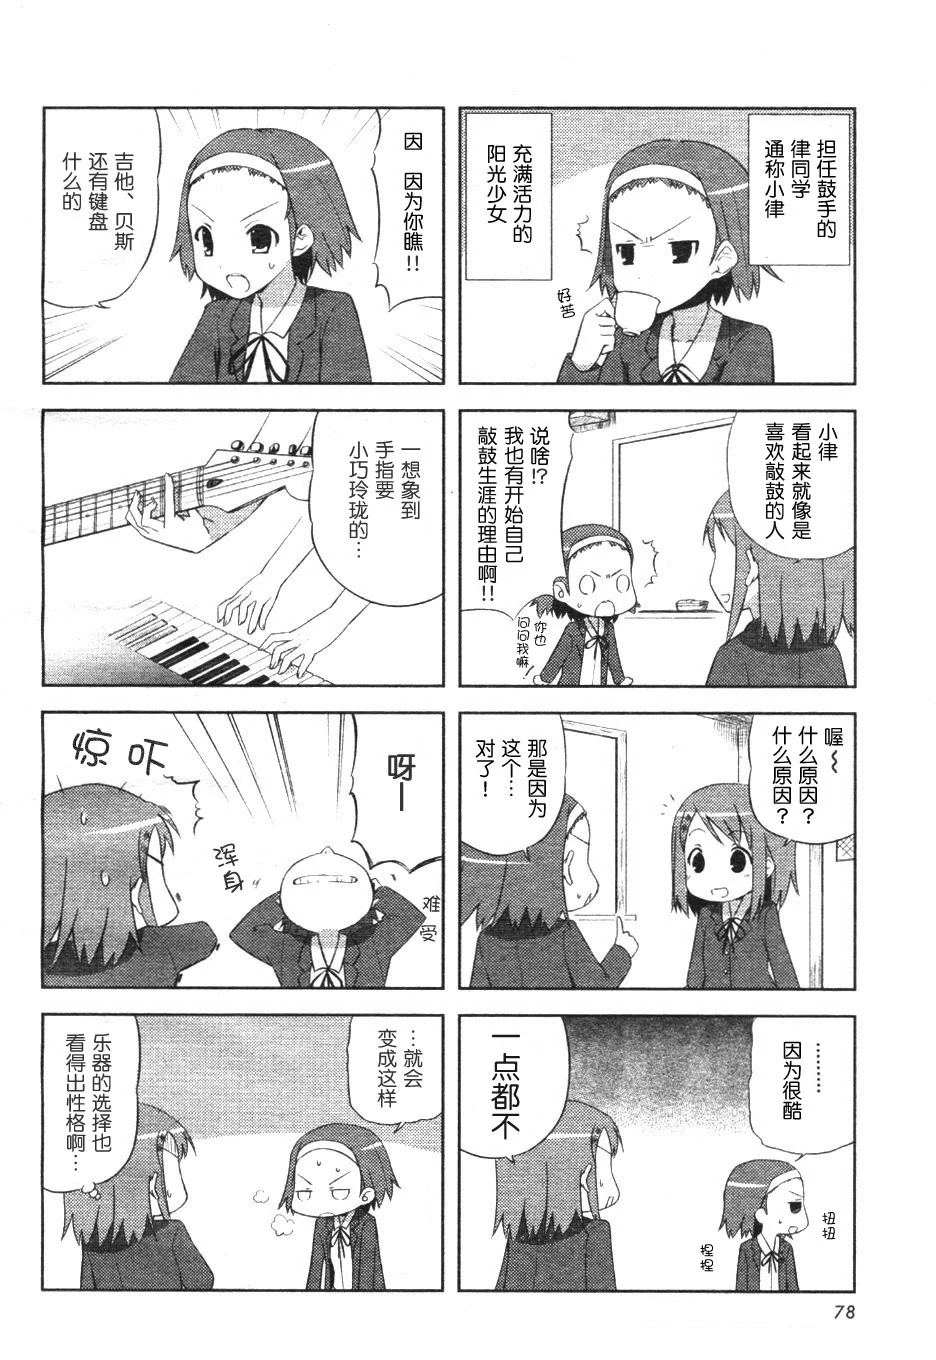 担任鼓手的
律同学
通称小律
充满活力的
阳光少女
好苦
小律
看起来就像是
喜欢敲鼓的人
说啥!?
我也有开始自己
敲鼓生涯的理由啊!!
你也
问问我嘛!
喔~
什么原因?
什么原因?
那是因为
这个…
对了!
………
因为很酷
扭扭
捏捏
一点都不
因 因为你瞧!!
吉他、贝斯
还有键盘
什么的
一想象到
手指要
小巧玲珑的…
呀—
难受
浑身
惊吓
…就会
变成这样
乐器的选择也
看得出性格啊…
78